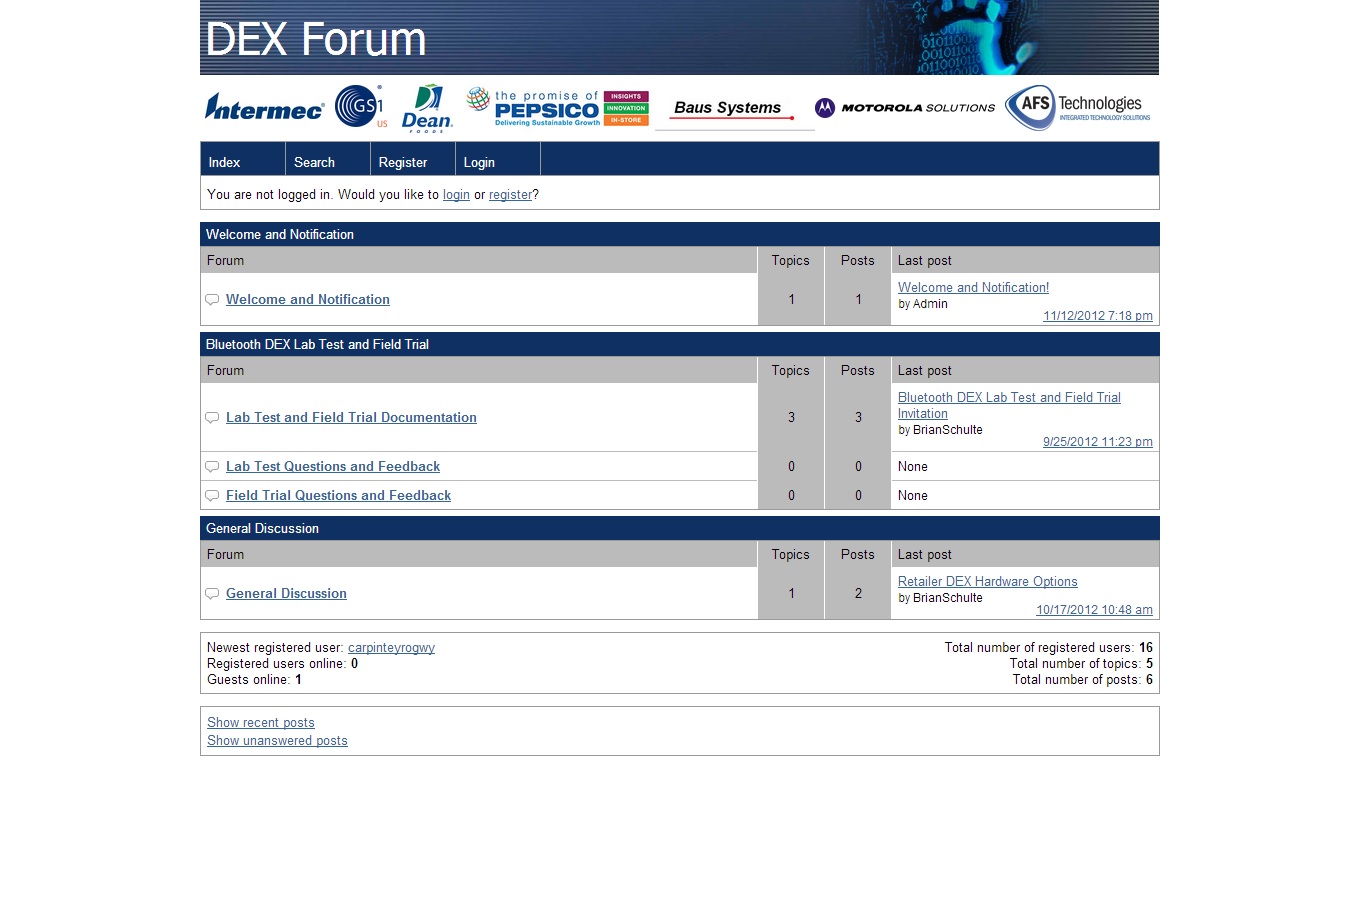 DEX Forum
Intermec
GS1 US
Dean FOODS
the promise of PEPSICO Delivering Sustainable Growth
INSIGHTS INNOVATION IN-STORE
Baus Systems
MOTOROLA SOLUTIONS
AFS Technologies INTEGRATED TECHNOLOGY SOLUTIONS
Index Search Register Login
You are not logged in. Would you like to login or register?
Welcome and Notification
Forum Topics Posts Last post
Welcome and Notification 1 1 Welcome and Notification!
by Admin
11/12/2012 7:18 pm
Bluetooth DEX Lab Test and Field Trial
Forum Topics Posts Last post
Lab Test and Field Trial Documentation 3 3 Bluetooth DEX Lab Test and Field Trial
Invitation
by BrianSchulte
9/25/2012 11:23 pm
Lab Test Questions and Feedback 0 0 None
Field Trial Questions and Feedback 0 0 None
General Discussion
Forum Topics Posts Last post
General Discussion 1 2 Retailer DEX Hardware Options
by BrianSchulte
10/17/2012 10:48 am
Newest registered user: carpinteyrogwy Total number of registered users: 16
Registered users online: 0 Total number of topics: 5
Guests online: 1 Total number of posts: 6
Show recent posts
Show unanswered posts